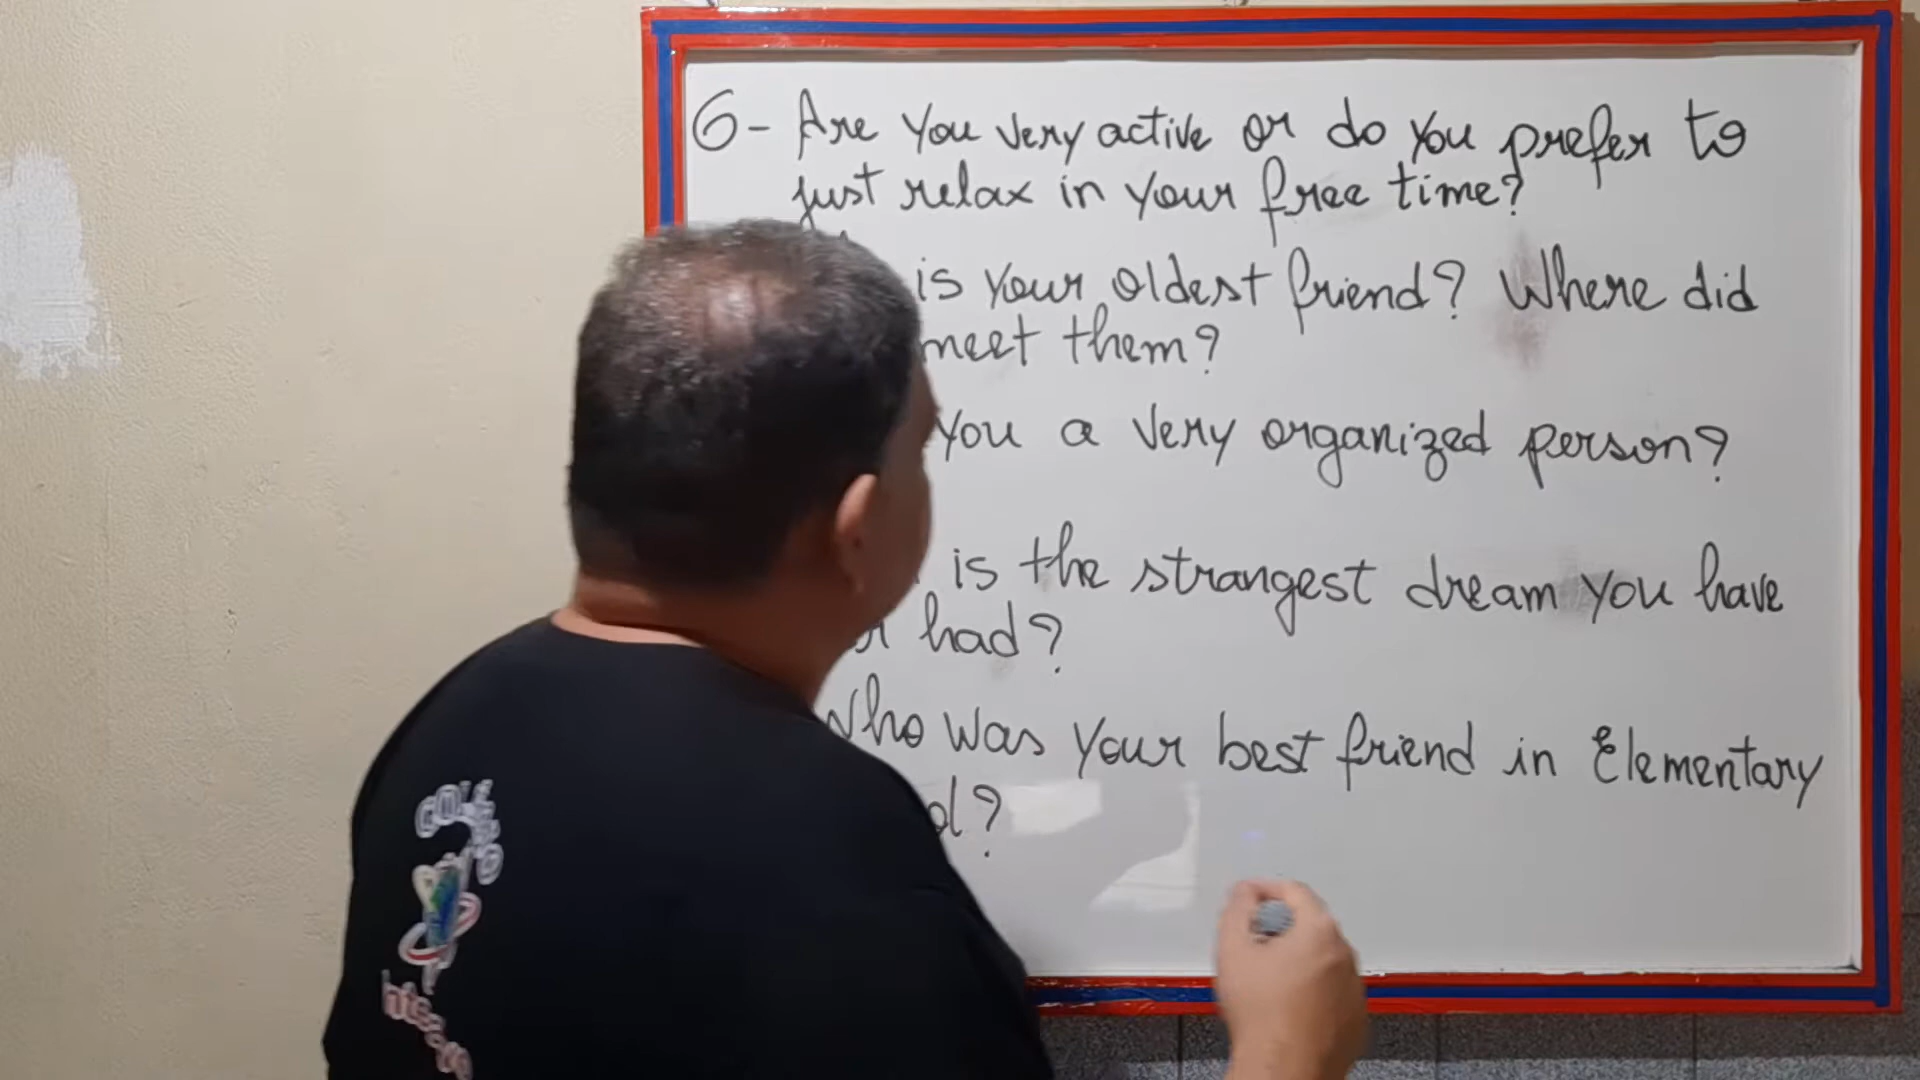 6- Are you very active or do you prefer to
just relax in your free time?
is your oldest friend? Where did
meet them?
you a very organized person?
is the strangest dream you have
had?
Who was your best friend in Elementary